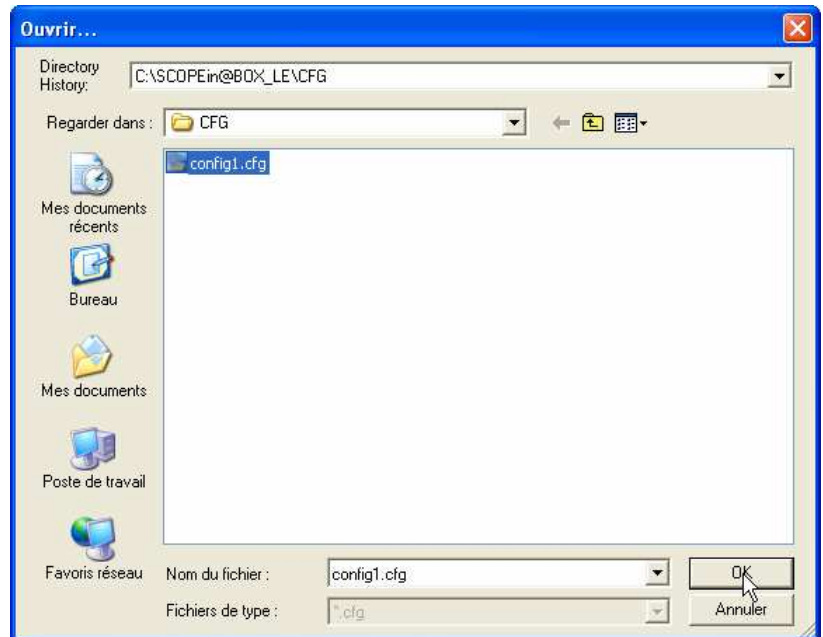 Ouvrir...
Directory
History:
C:\SCOPEin@BOX_LE\CFG
Regarder dans :
CFG
config1.cfg
Mes documents
récents
Bureau
Mes documents
Poste de travail
Favoris réseau
Nom du fichier :
config1.cfg
OK
Fichiers de type :
*.cfg
Annuler